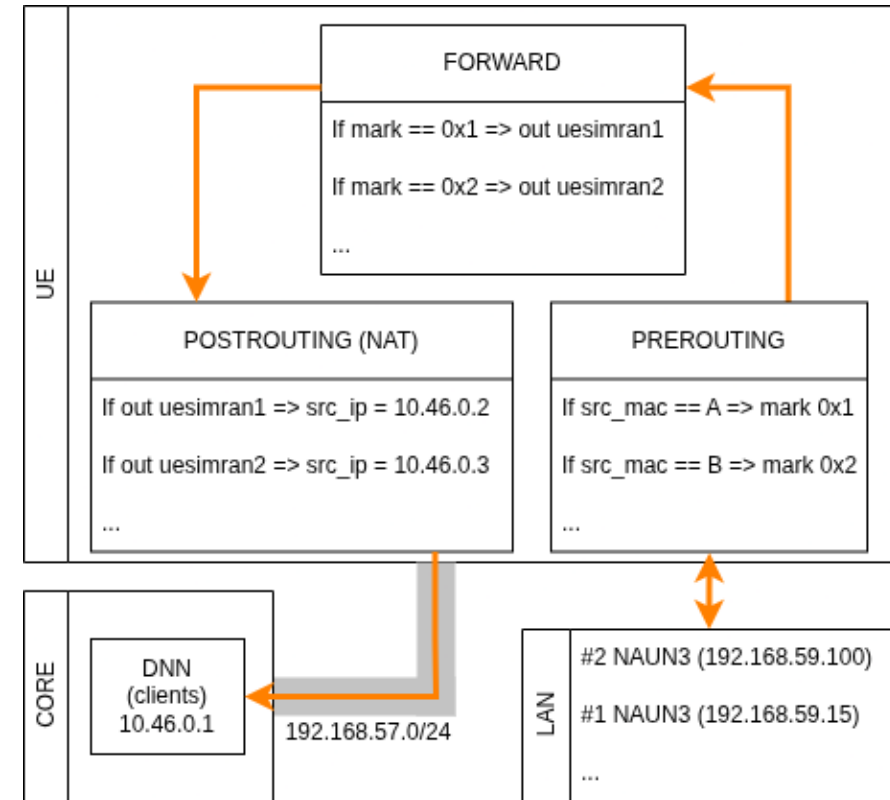 UE
FORWARD
If mark == 0x1 => out uesimran1
If mark == 0x2 => out uesimran2
...
POSTROUTING (NAT)
If out uesimran1 => src_ip = 10.46.0.2
If out uesimran2 => src_ip = 10.46.0.3
...
PREROUTING
If src_mac == A => mark 0x1
If src_mac == B => mark 0x2
...
CORE
DNN
(clients)
10.46.0.1
192.168.57.0/24
LAN
#2 NAUN3 (192.168.59.100)
#1 NAUN3 (192.168.59.15)
...